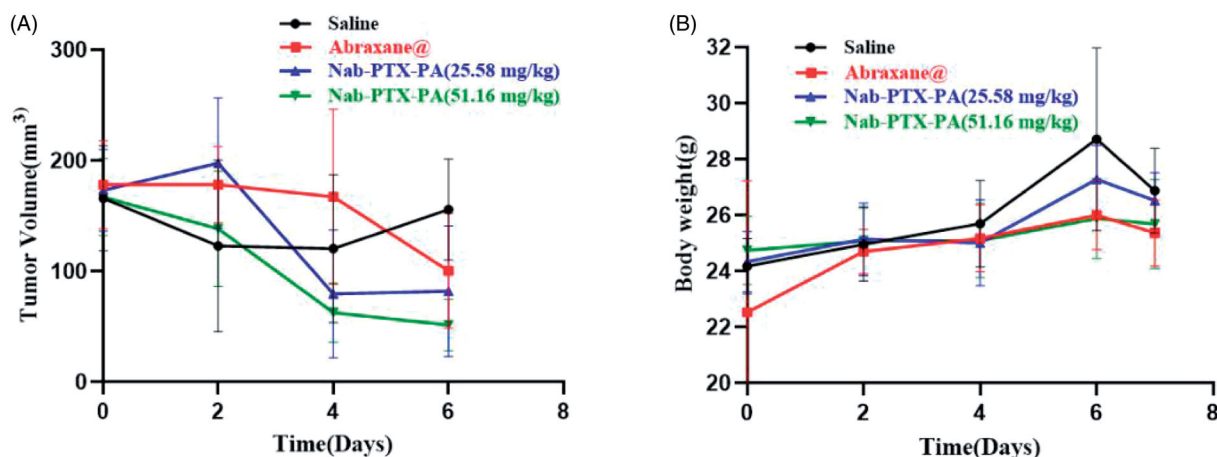 (A)
Saline
Abraxane@
Nab-PTX-PA(25.58 mg/kg)
Nab-PTX-PA(51.16 mg/kg)
Tumor Volume(mm³)
300
200
100
0
0 2 4 6 8
Time(Days)
(B)
Saline
Abraxane@
Nab-PTX-PA(25.58 mg/kg)
Nab-PTX-PA(51.16 mg/kg)
Body weight(g)
32
30
28
26
24
22
20
0 2 4 6 8
Time(Days)